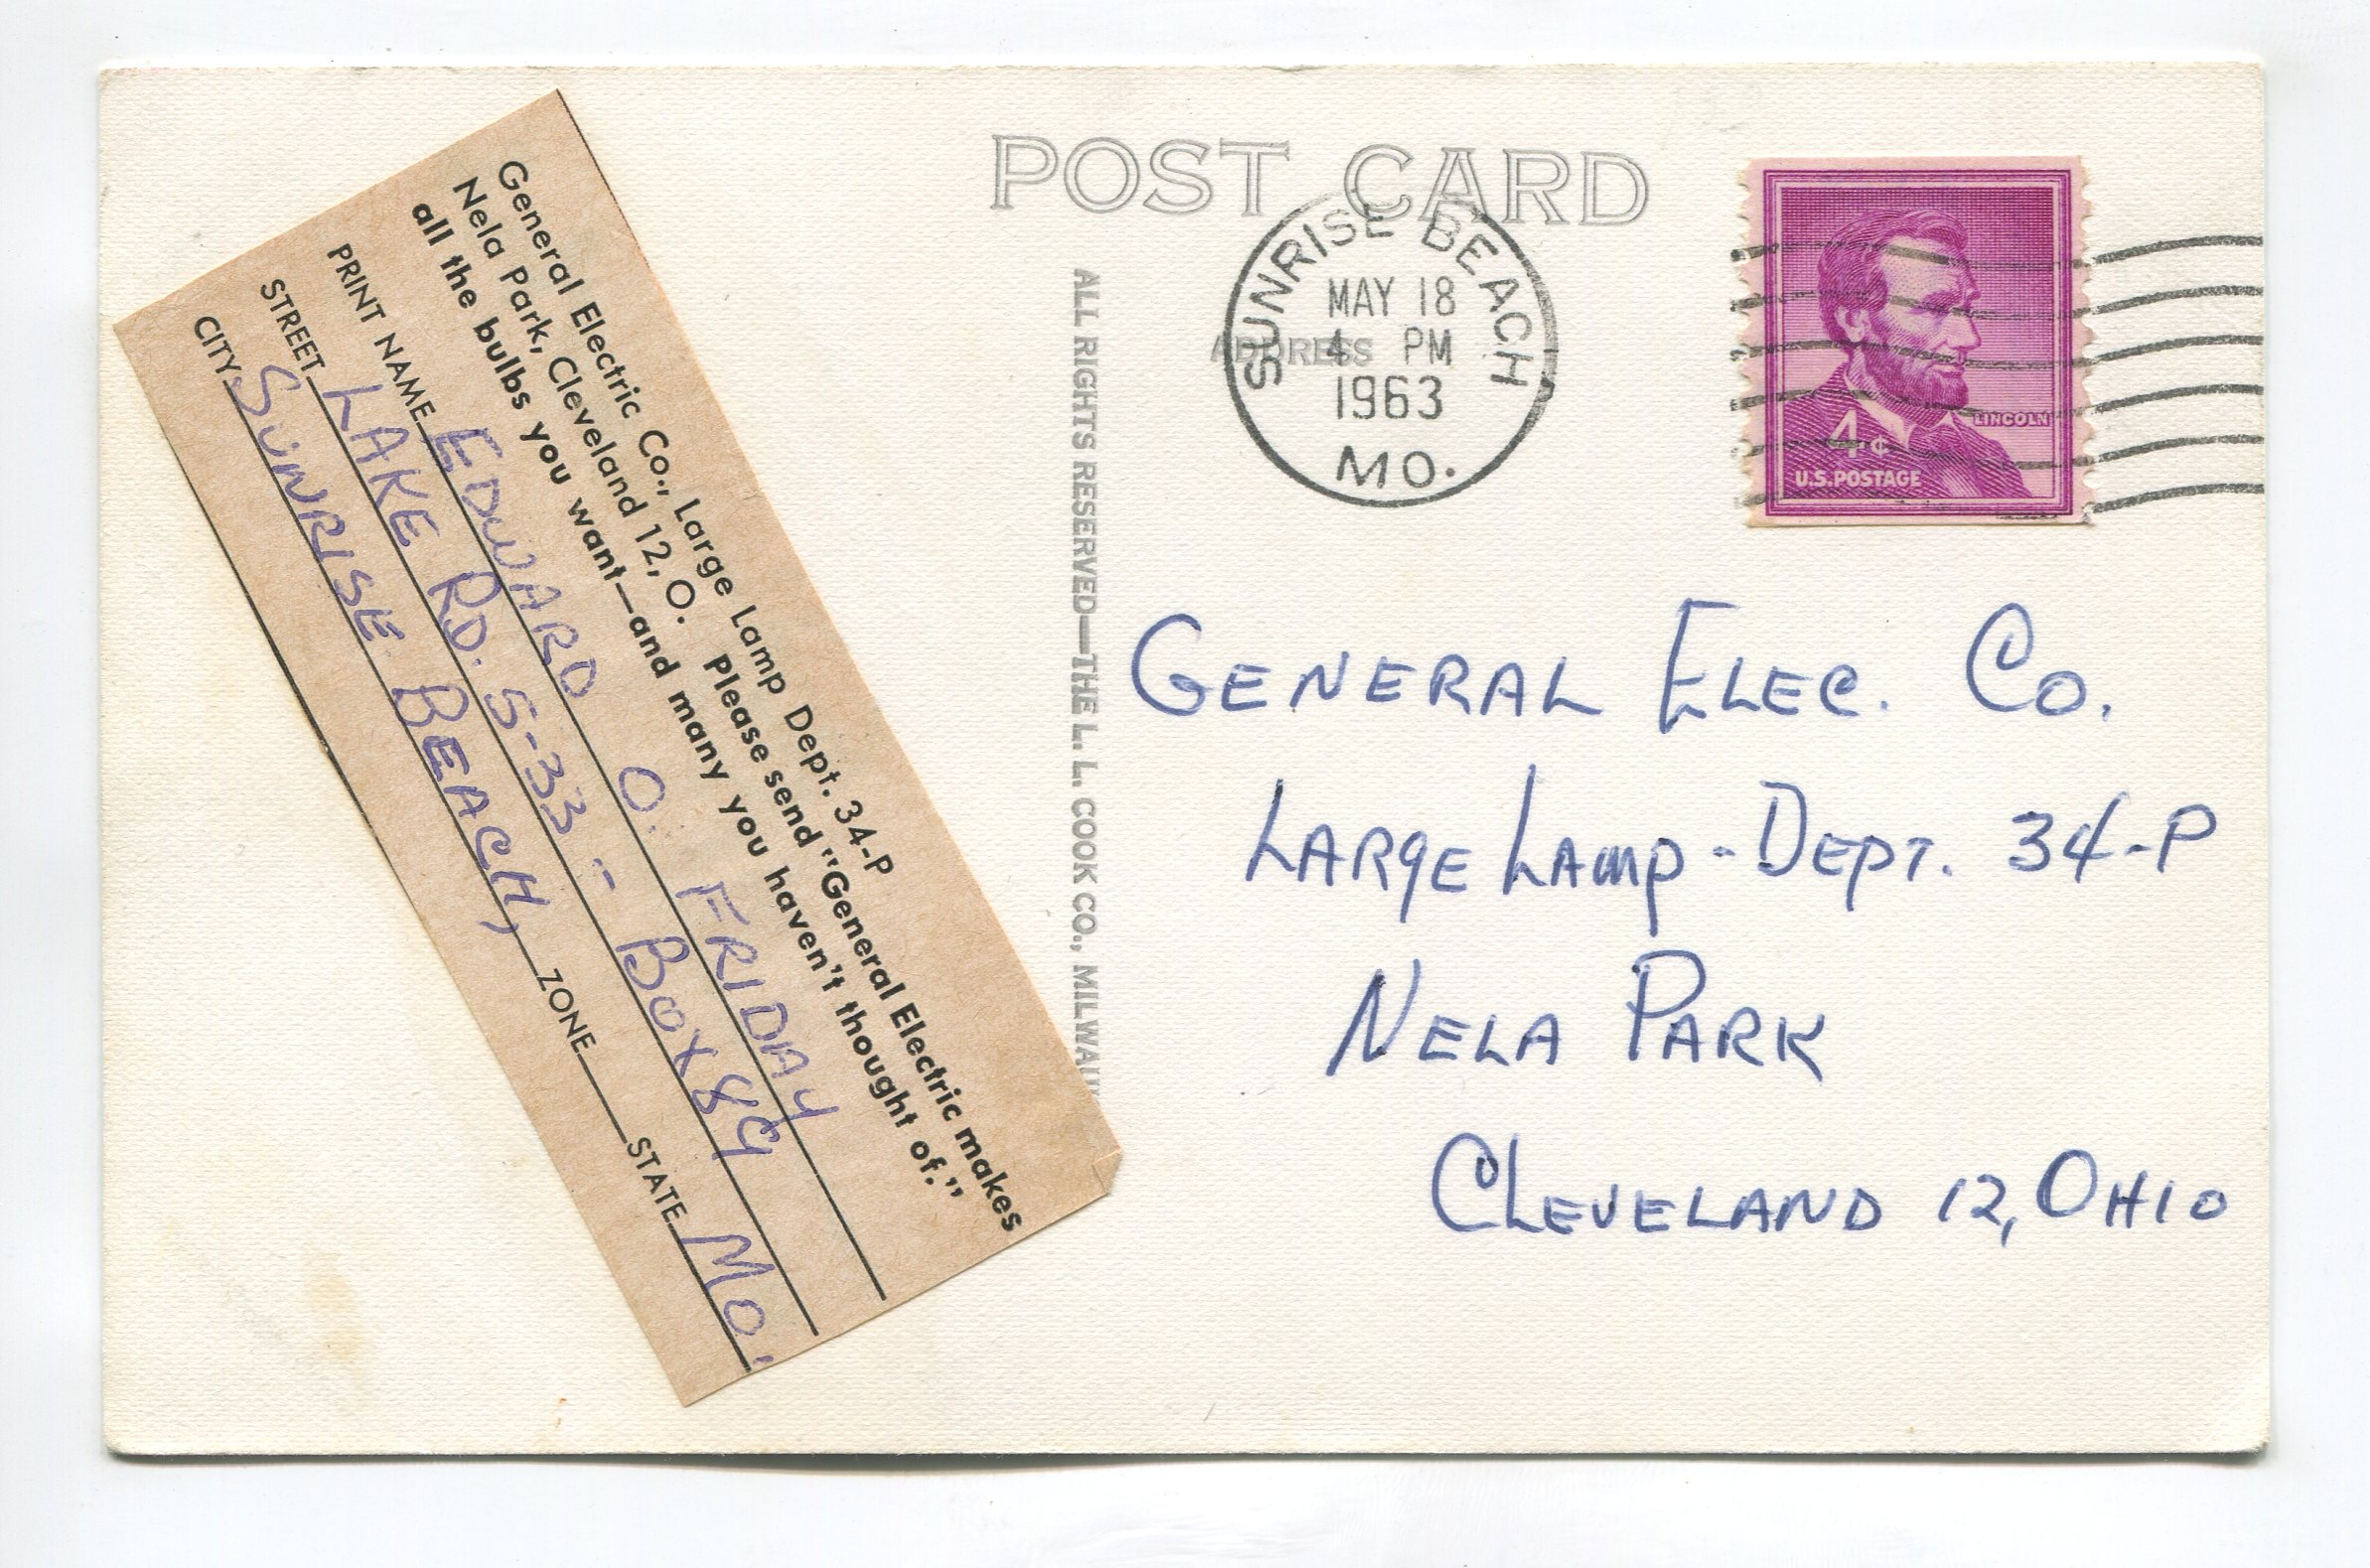 POST CARD
ADDRESS
SUNRISE BEACH
MAY 18
4 PM
1963
MO.
LINCOLN
4¢
U.S. POSTAGE
ALL RIGHTS RESERVED—THE L. L. COOK CO., MILWAU
General Electric Co., Large Lamp Dept. 34-P
Nela Park, Cleveland 12, O. Please send "General Electric makes
all the bulbs you want—and many you haven't thought of."
PRINT NAME EDWARD O. FRIDAY
STREET LAKE RD. 5-33 - BOX 89
CITY SUNRISE BEACH, ZONE STATE MO.
GENERAL ELEC. CO.
LARGE LAMP - DEPT. 34-P
NELA PARK
CLEVELAND 12, OHIO